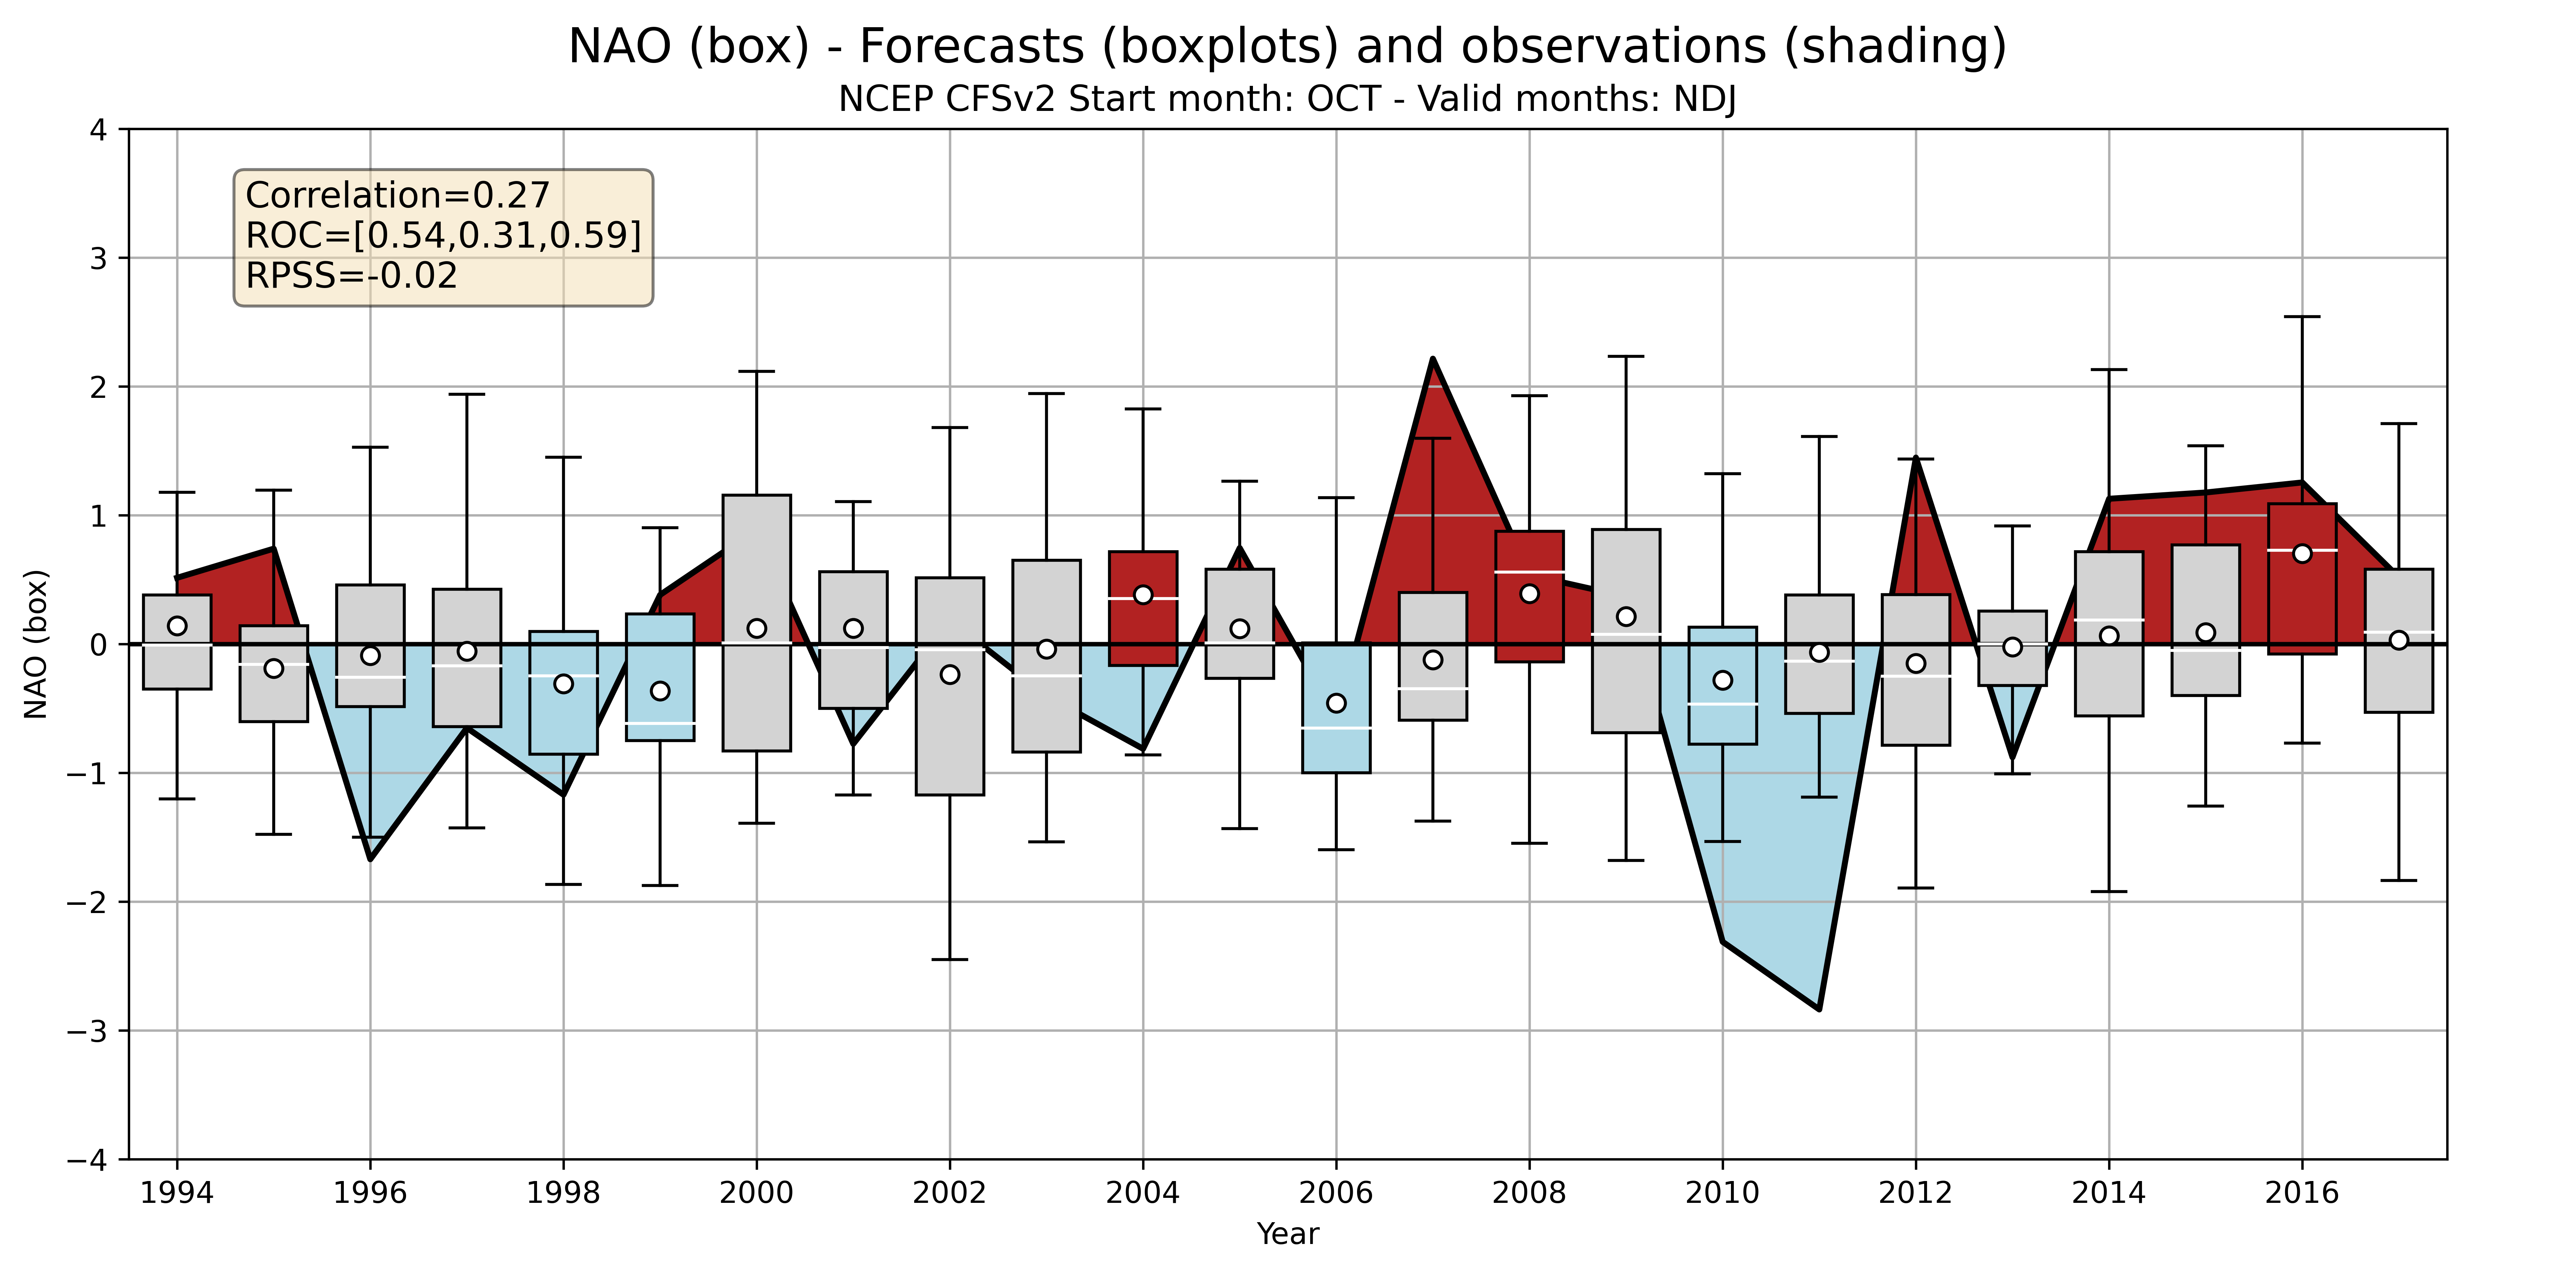 NAO (box) - Forecasts (boxplots) and observations (shading)
NCEP CFSv2 Start month: OCT - Valid months: NDJ
Correlation=0.27
ROC=[0.54,0.31,0.59]
RPSS=-0.02
NAO (box)
4
3
2
1
0
−1
−2
−3
−4
1994 1996 1998 2000 2002 2004 2006 2008 2010 2012 2014 2016
Year